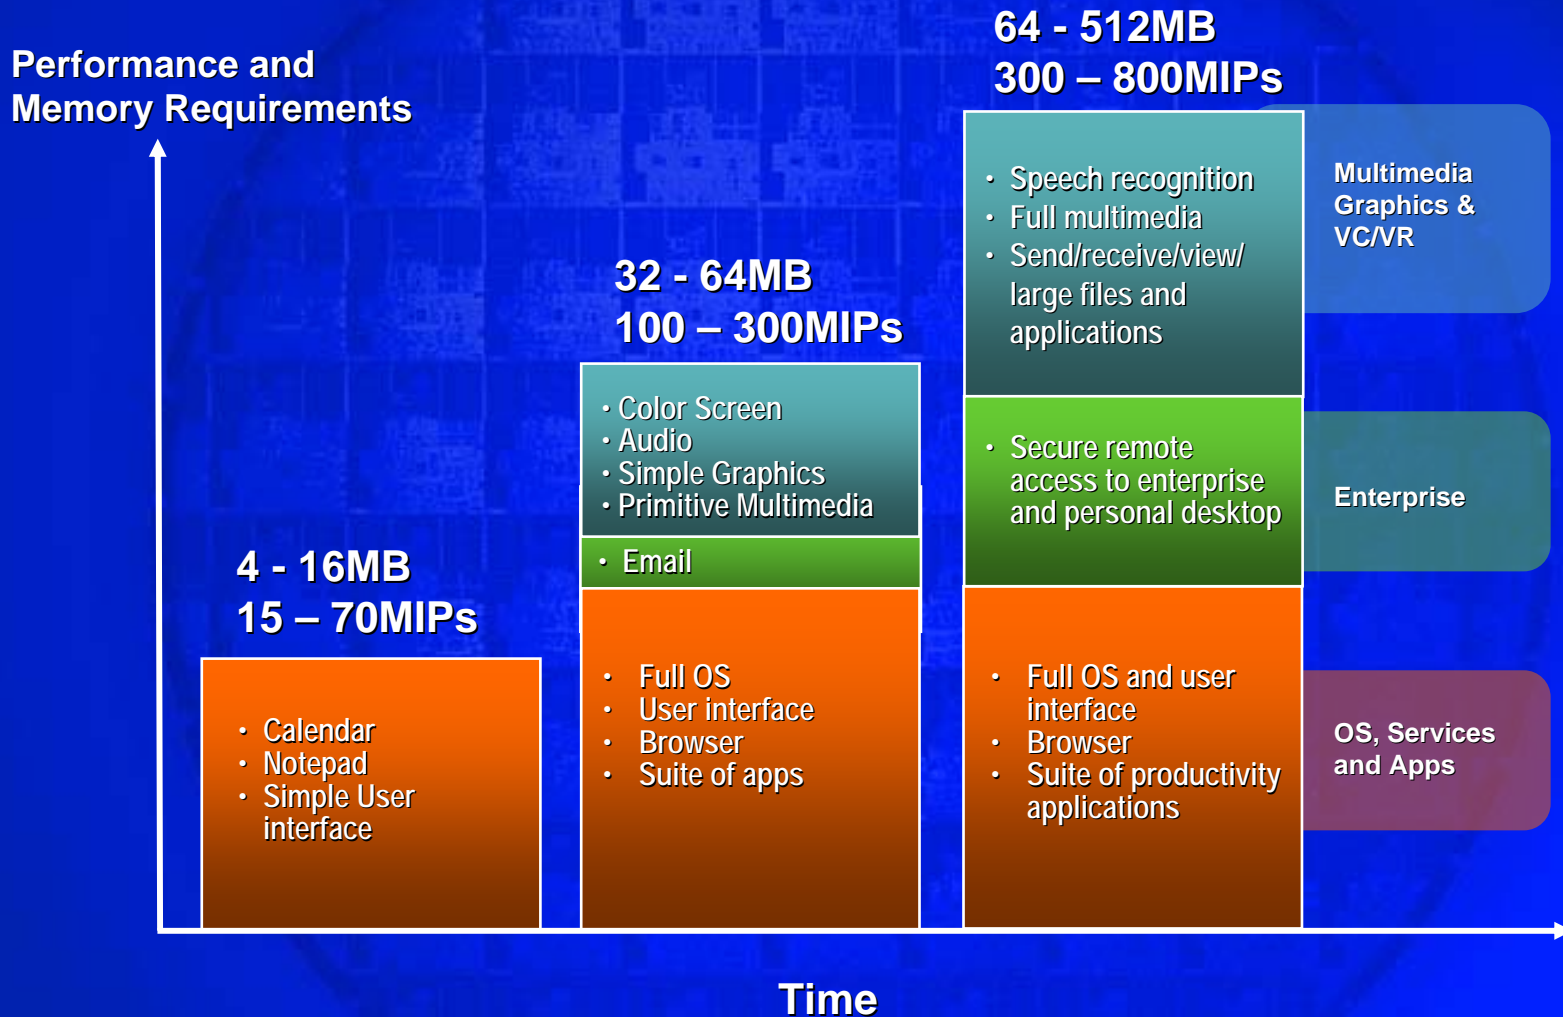 Performance and
Memory Requirements
4 - 16MB
15 – 70MIPs
• Calendar
• Notepad
• Simple User
interface
32 - 64MB
100 – 300MIPs
• Color Screen
• Audio
• Simple Graphics
• Primitive Multimedia
• Email
• Full OS
• User interface
• Browser
• Suite of apps
64 - 512MB
300 – 800MIPs
• Speech recognition
• Full multimedia
• Send/receive/view/
large files and
applications
• Secure remote
access to enterprise
and personal desktop
• Full OS and user
interface
• Browser
• Suite of productivity
applications
Multimedia
Graphics &
VC/VR
Enterprise
OS, Services
and Apps
Time